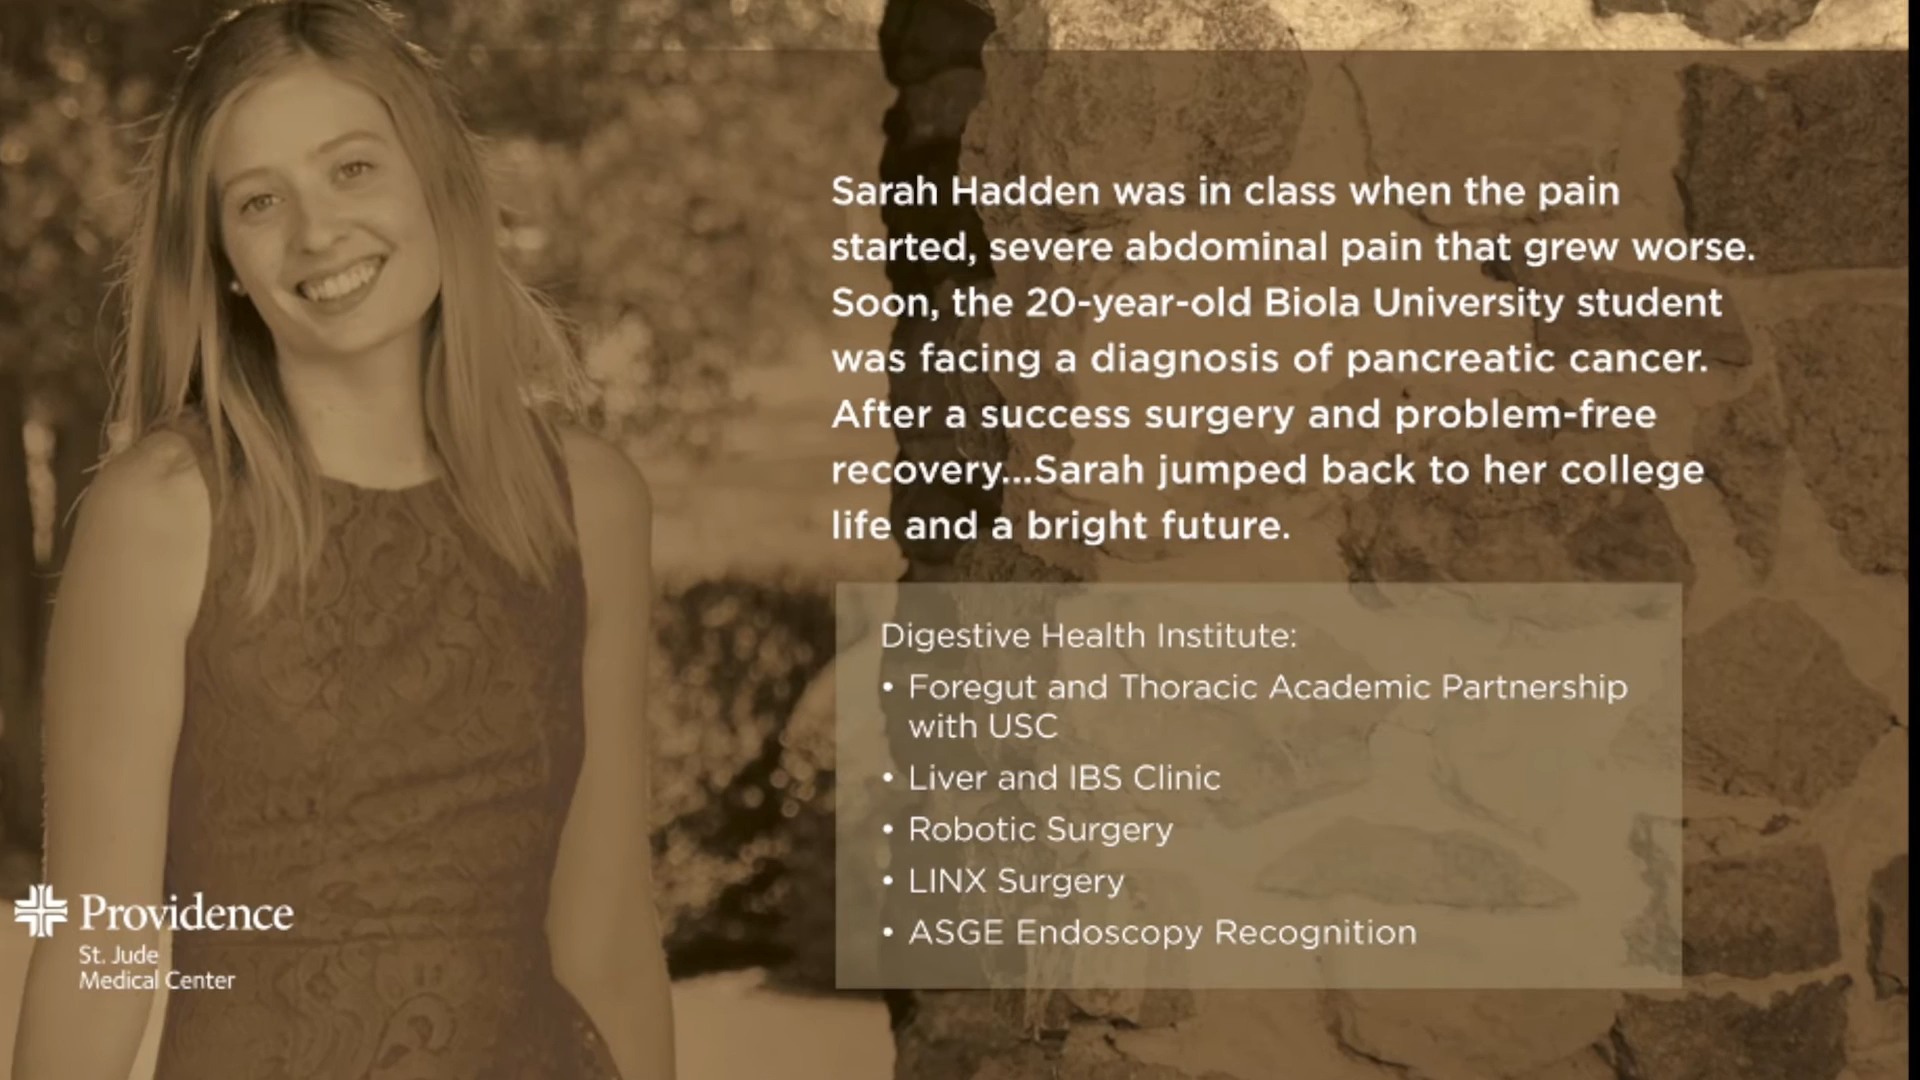 Sarah Hadden was in class when the pain
started, severe abdominal pain that grew worse.
Soon, the 20-year-old Biola University student
was facing a diagnosis of pancreatic cancer.
After a success surgery and problem-free
recovery...Sarah jumped back to her college
life and a bright future.
Digestive Health Institute:
• Foregut and Thoracic Academic Partnership
with USC
• Liver and IBS Clinic
• Robotic Surgery
• LINX Surgery
• ASGE Endoscopy Recognition
Providence
St. Jude
Medical Center